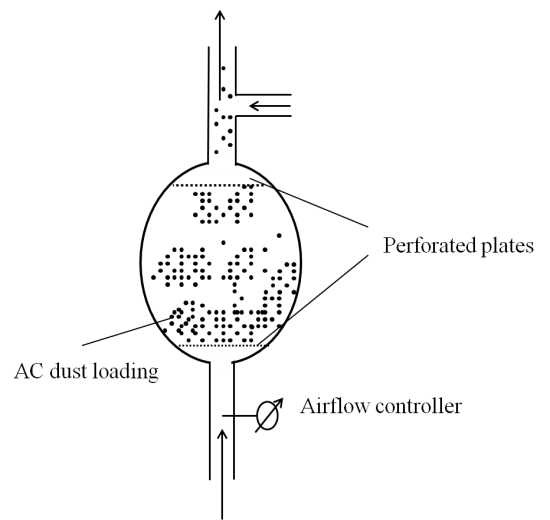 Perforated plates
AC dust loading
Airflow controller